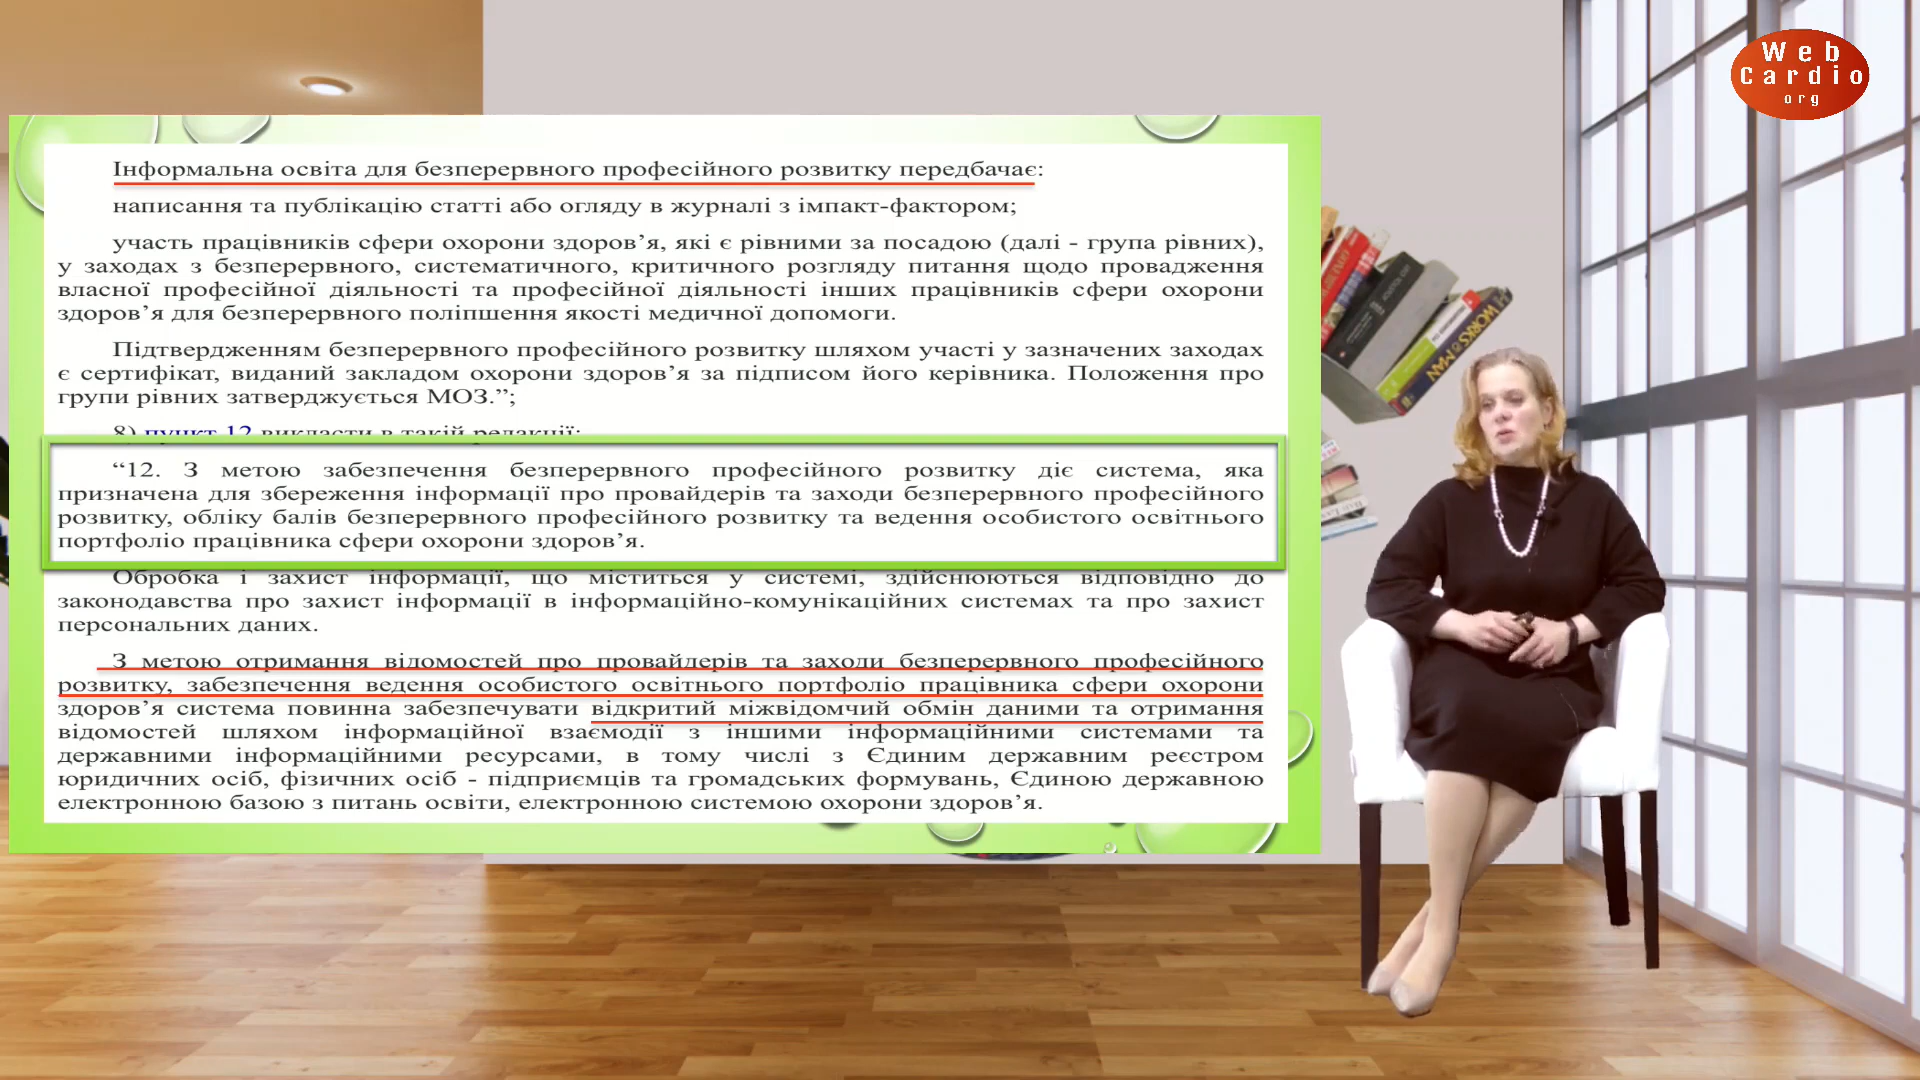 Web
Cardio
org
Інформальна освіта для безперервного професійного розвитку передбачає:
написання та публікацію статті або огляду в журналі з імпакт-фактором;
участь працівників сфери охорони здоров’я, які є рівними за посадою (далі - група рівних),
у заходах з безперервного, систематичного, критичного розгляду питання щодо провадження
власної професійної діяльності та професійної діяльності інших працівників сфери охорони
здоров’я для безперервного поліпшення якості медичної допомоги.
Підтвердженням безперервного професійного розвитку шляхом участі у зазначених заходах
є сертифікат, виданий закладом охорони здоров’я за підписом його керівника. Положення про
групи рівних затверджується МОЗ.”;
8) пункт 12 викласти в такій редакції:
“12. З метою забезпечення безперервного професійного розвитку діє система, яка
призначена для збереження інформації про провайдерів та заходи безперервного професійного
розвитку, обліку балів безперервного професійного розвитку та ведення особистого освітнього
портфоліо працівника сфери охорони здоров’я.
Обробка і захист інформації, що міститься у системі, здійснюються відповідно до
законодавства про захист інформації в інформаційно-комунікаційних системах та про захист
персональних даних.
З метою отримання відомостей про провайдерів та заходи безперервного професійного
розвитку, забезпечення ведення особистого освітнього портфоліо працівника сфери охорони
здоров’я система повинна забезпечувати відкритий міжвідомчий обмін даними та отримання
відомостей шляхом інформаційної взаємодії з іншими інформаційними системами та
державними інформаційними ресурсами, в тому числі з Єдиним державним реєстром
юридичних осіб, фізичних осіб - підприємців та громадських формувань, Єдиною державною
електронною базою з питань освіти, електронною системою охорони здоров’я.
WORKS
MAN